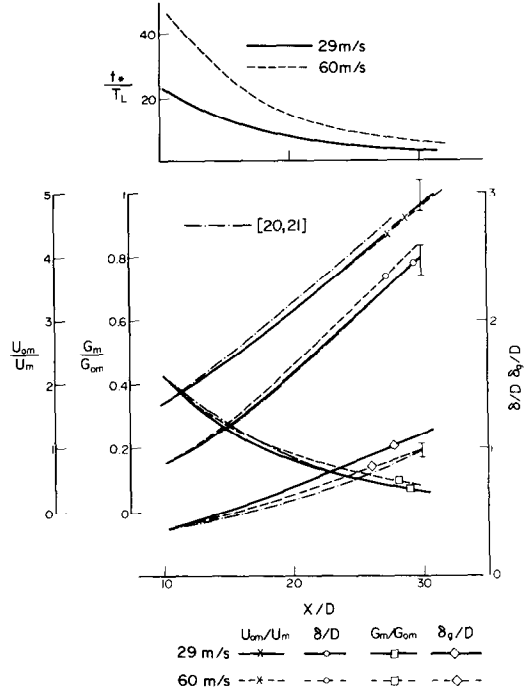 40
20
t*
T_L
29 m/s
60 m/s
5
4
3
2
1
0
U_om
U_m
1
0.8
0.6
0.4
0.2
0
G_m
G_om
[20,21]
3
2
1
0
δ/D δ_g/D
10 20 30
X/D
U_om/U_m δ/D G_m/G_om δ_g/D
29 m/s
60 m/s